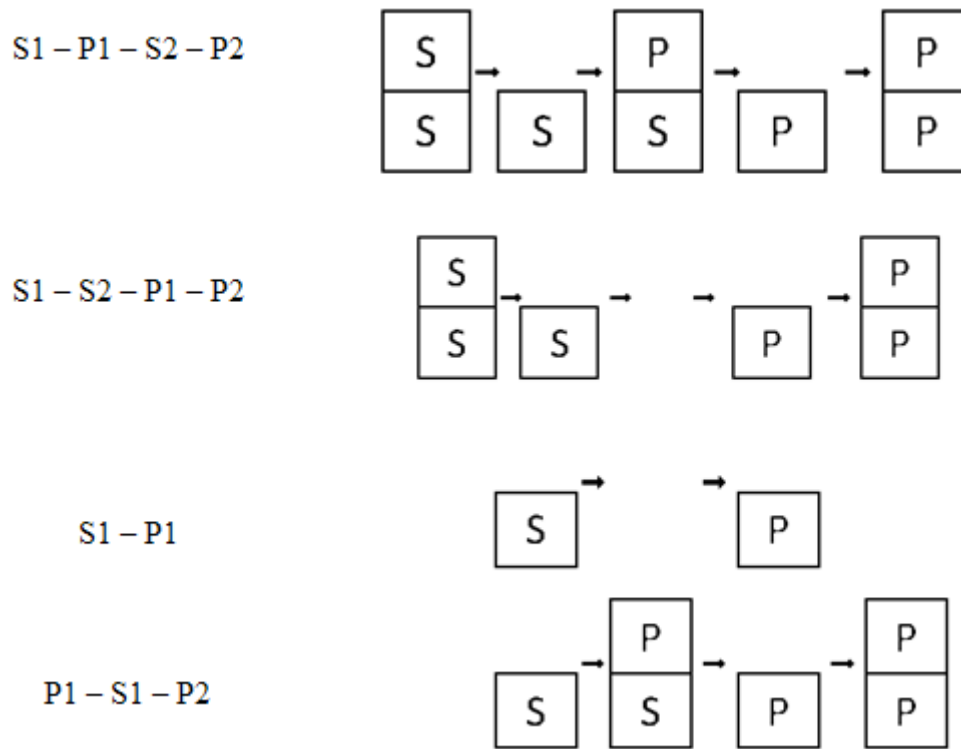 S1 – P1 – S2 – P2
S P P
S S S P P
S1 – S2 – P1 – P2
S P
S S P P
S1 – P1
S P
P P
P1 – S1 – P2
S S P P